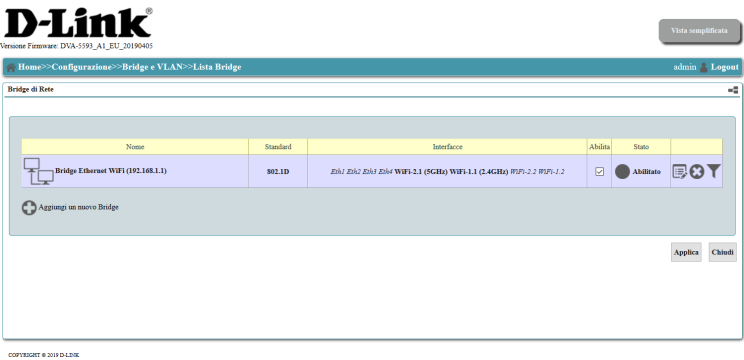 D-Link®
Versione Firmware: DVA-5593_A1_EU_20190405
Vista semplificata
Home>>Configurazione>>Bridge e VLAN>>Lista Bridge
admin Logout
Bridge di Rete
Nome Standard Interfacce Abilita Stato
Bridge Ethernet WiFi (192.168.1.1) 802.1D Eth1 Eth2 Eth3 Eth4 WiFi-2.1 (5GHz) WiFi-1.1 (2.4GHz) WiFi-2.2 WiFi-1.2 Abilitato
Aggiungi un nuovo Bridge
Applica Chiudi
COPYRIGHT © 2019 D-LINK